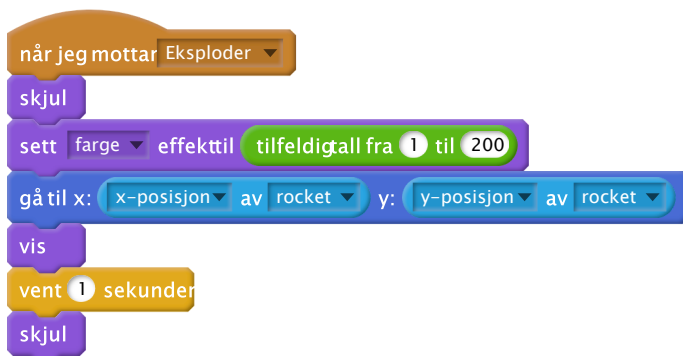 når jeg mottar Eksploder
skjul
sett farge effekt til tilfeldig tall fra 1 til 200
gå til x: x-posisjon av rocket y: y-posisjon av rocket
vis
vent 1 sekunder
skjul